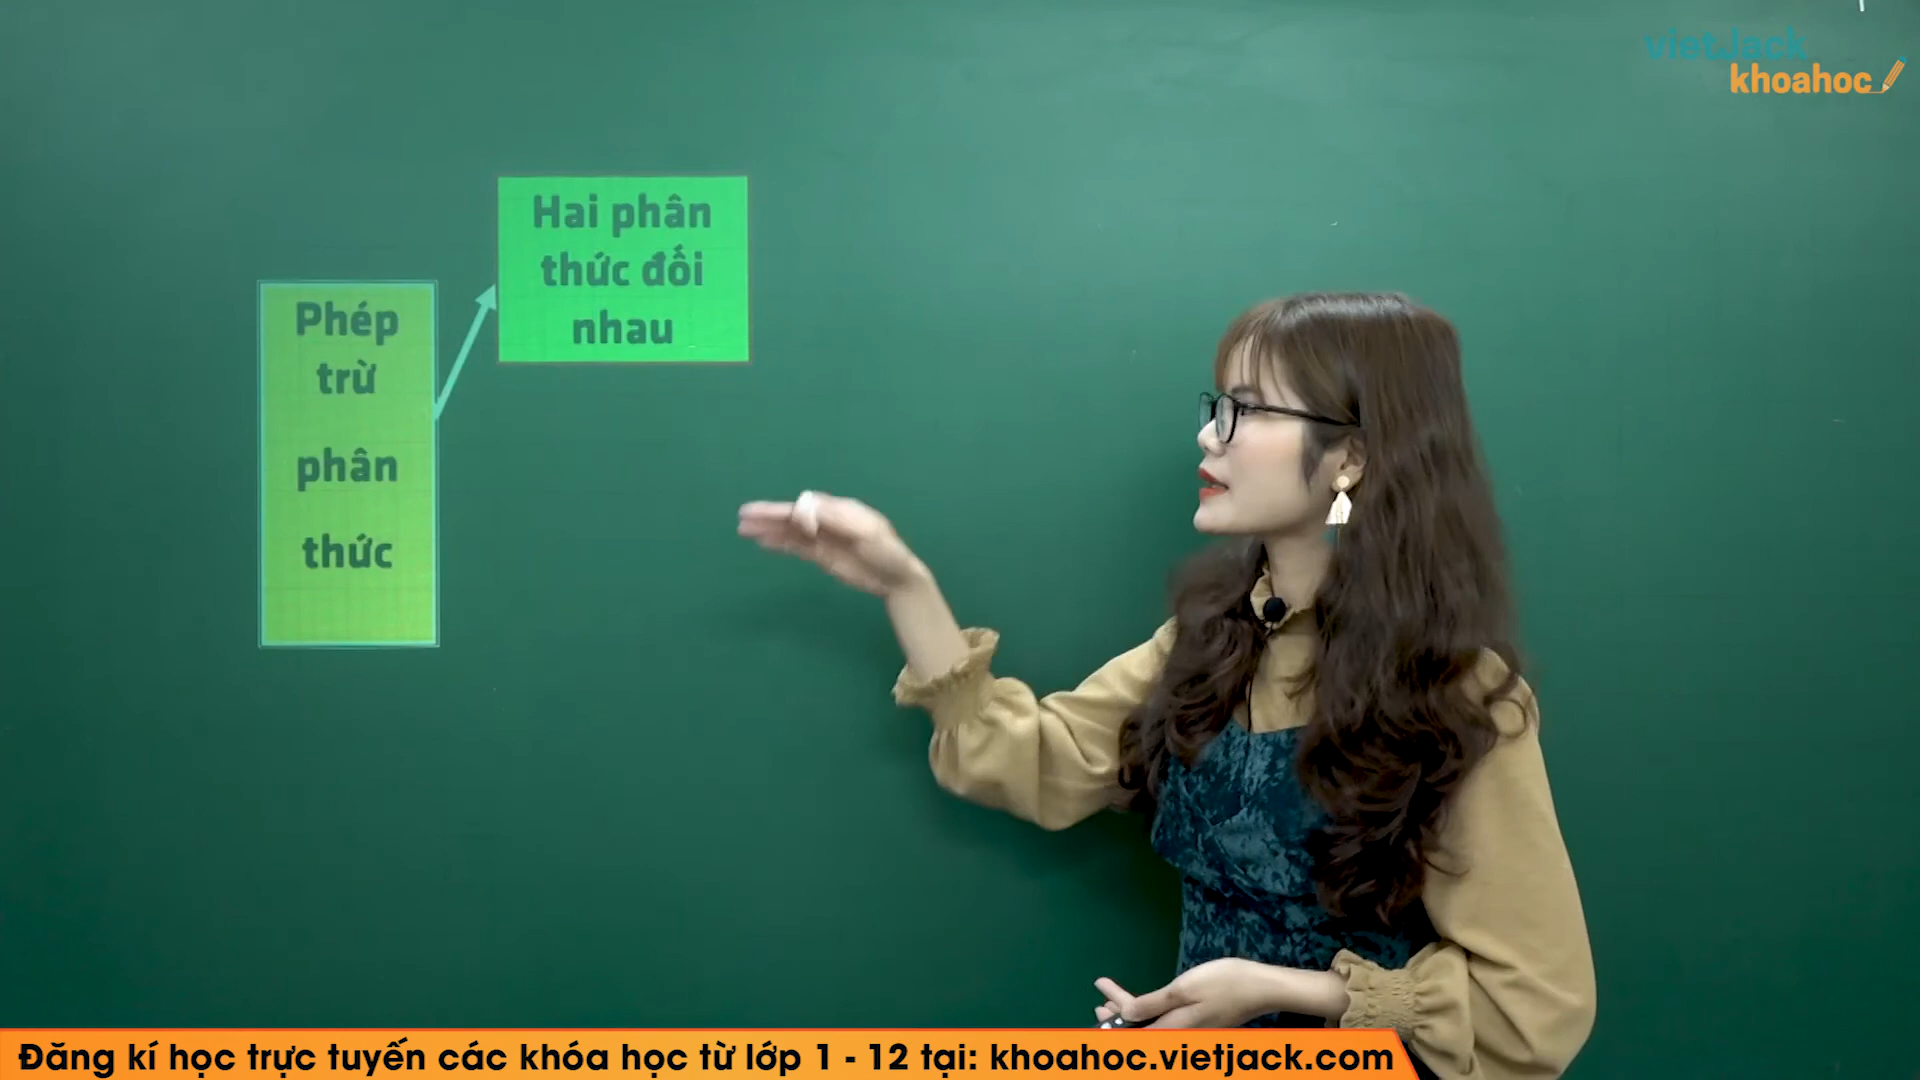 vietJack
khoahoc
Hai phân
thức đối
nhau
Phép
trừ
phân
thức
Đăng kí học trực tuyến các khóa học từ lớp 1 - 12 tại: khoahoc.vietjack.com